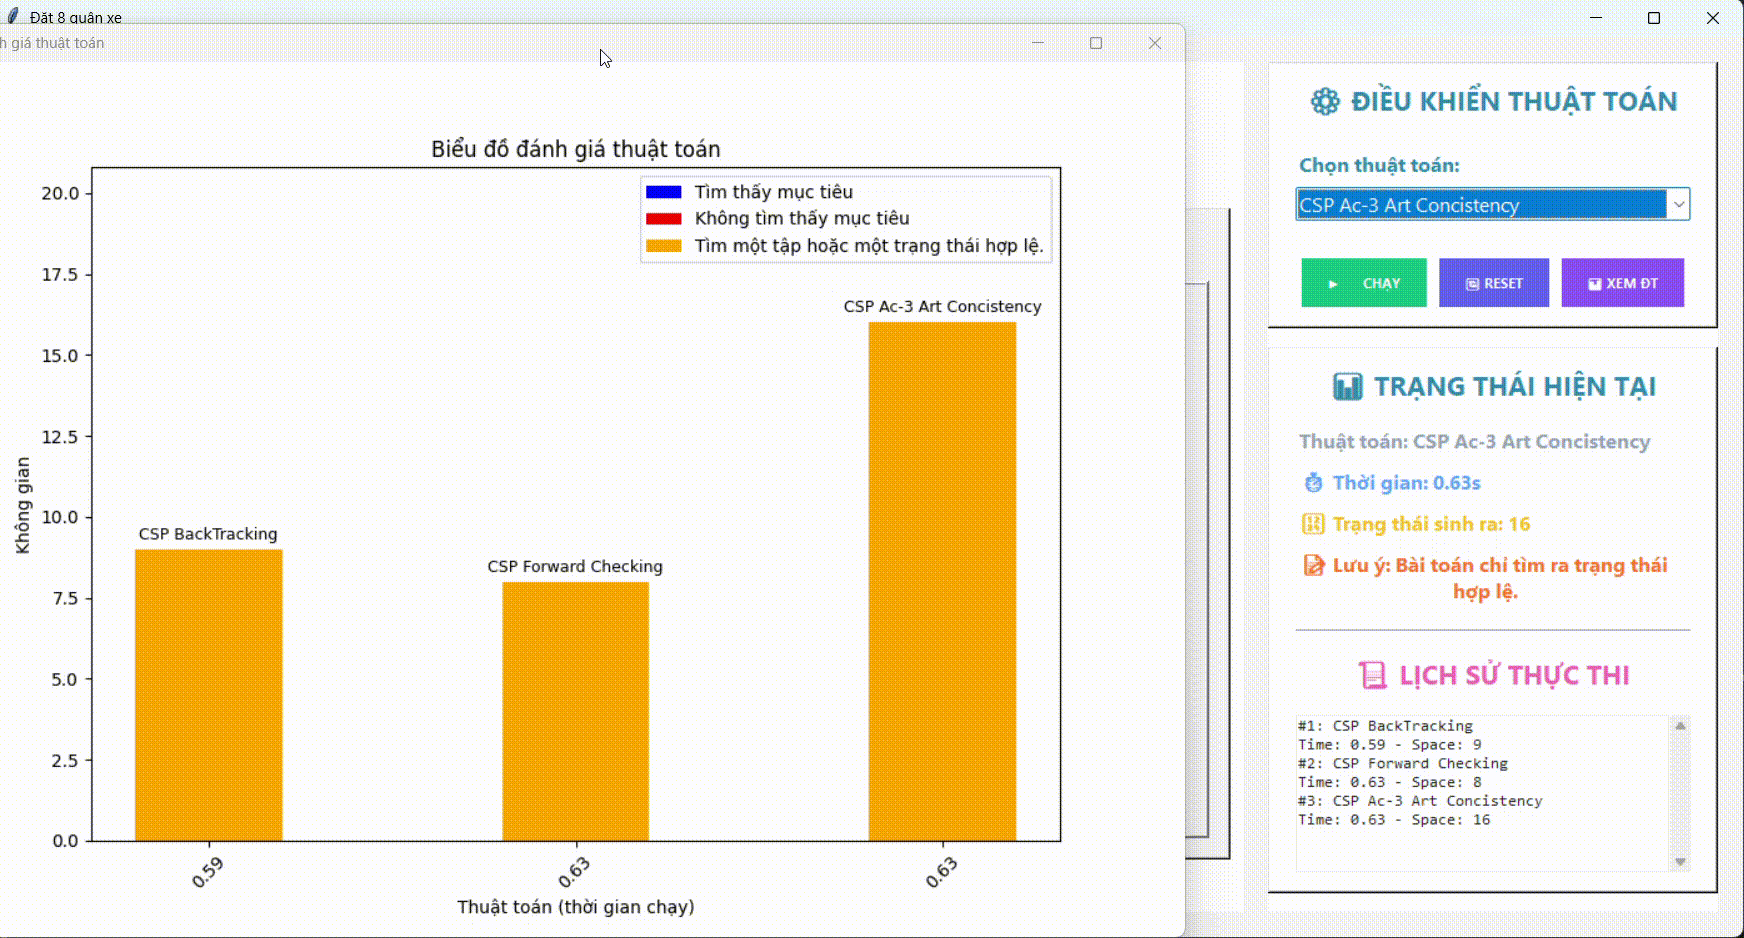 Đặt 8 quân xe
h giá thuật toán
Biểu đồ đánh giá thuật toán
Tìm thấy mục tiêu
Không tìm thấy mục tiêu
Tìm một tập hoặc một trạng thái hợp lệ.
20.0
17.5
15.0
12.5
10.0
7.5
5.0
2.5
0.0
Không gian
CSP BackTracking
CSP Forward Checking
CSP Ac-3 Art Concistency
0.59
0.63
0.63
Thuật toán (thời gian chạy)
ĐIỀU KHIỂN THUẬT TOÁN
Chọn thuật toán:
CSP Ac-3 Art Concistency
CHẠY
RESET
XEM ĐT
TRẠNG THÁI HIỆN TẠI
Thuật toán: CSP Ac-3 Art Concistency
Thời gian: 0.63s
Trạng thái sinh ra: 16
Lưu ý: Bài toán chỉ tìm ra trạng thái
hợp lệ.
LỊCH SỬ THỰC THI
#1: CSP BackTracking
Time: 0.59 - Space: 9
#2: CSP Forward Checking
Time: 0.63 - Space: 8
#3: CSP Ac-3 Art Concistency
Time: 0.63 - Space: 16